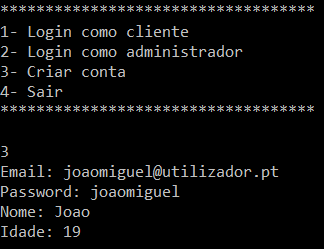 ***********************************
1- Login como cliente
2- Login como administrador
3- Criar conta
4- Sair
***********************************
3
Email: joaomiguel@utilizador.pt
Password: joaomiguel
Nome: Joao
Idade: 19